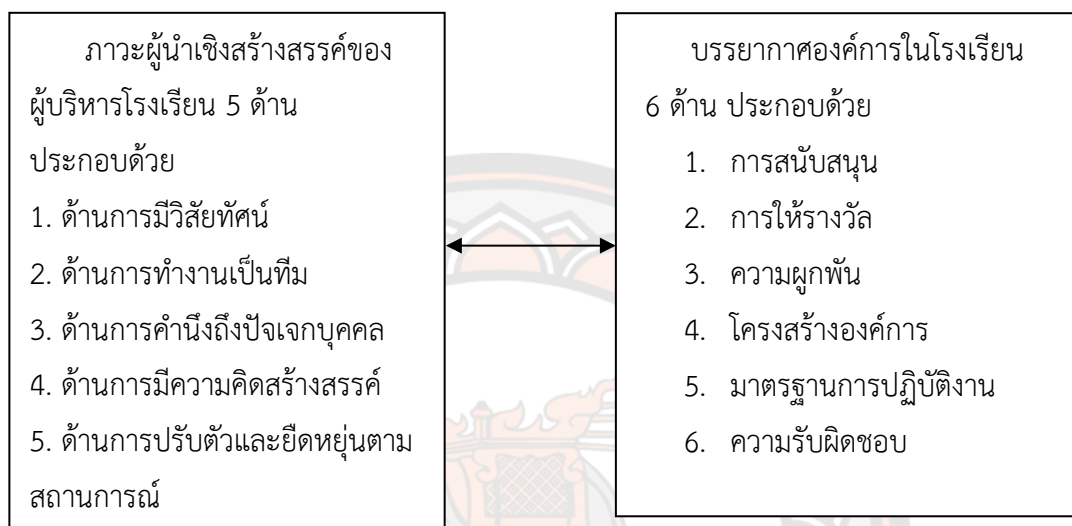 ภาวะผู้นำเชิงสร้างสรรค์ของ
ผู้บริหารโรงเรียน 5 ด้าน
ประกอบด้วย
1. ด้านการมีวิสัยทัศน์
2. ด้านการทำงานเป็นทีม
3. ด้านการคำนึงถึงปัจเจกบุคคล
4. ด้านการมีความคิดสร้างสรรค์
5. ด้านการปรับตัวและยืดหยุ่นตาม
สถานการณ์
บรรยากาศองค์การในโรงเรียน
6 ด้าน ประกอบด้วย
1. การสนับสนุน
2. การให้รางวัล
3. ความผูกพัน
4. โครงสร้างองค์การ
5. มาตรฐานการปฏิบัติงาน
6. ความรับผิดชอบ